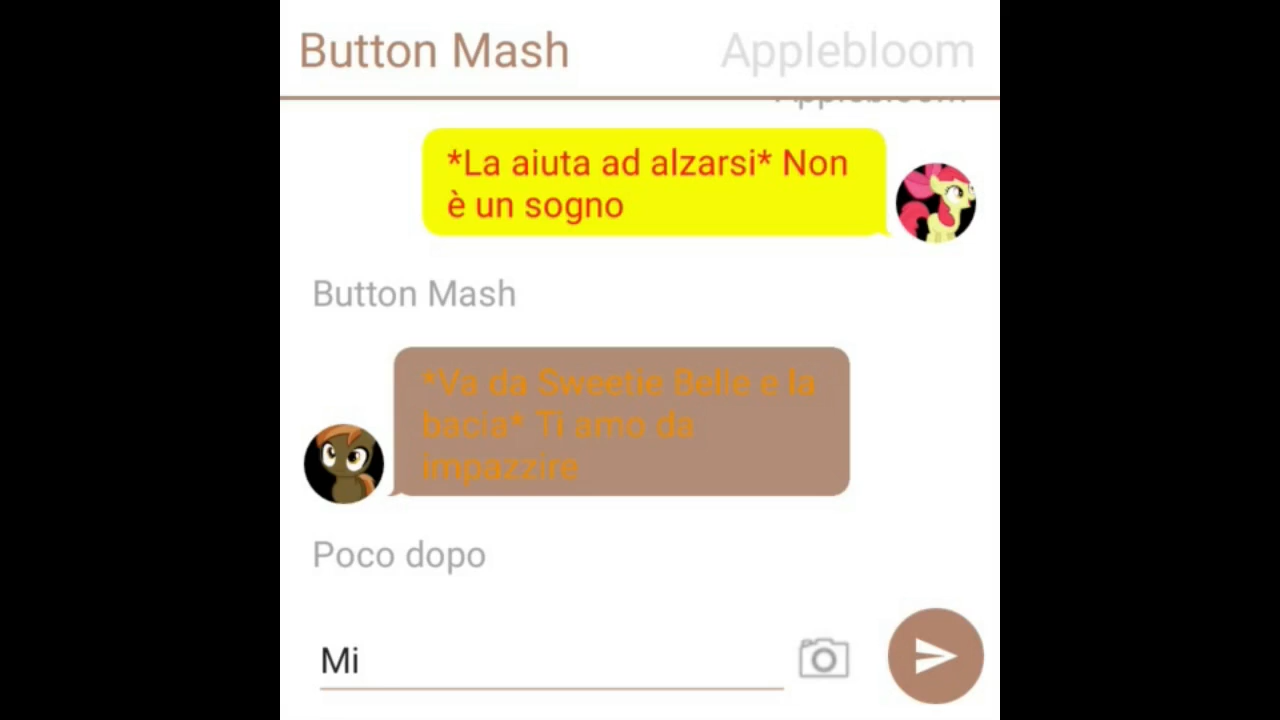 Button Mash
Applebloom
Applebloom
*La aiuta ad alzarsi* Non
è un sogno
Button Mash
*Va da Sweetie Belle e la
bacia* Ti amo da
impazzire
Poco dopo
Mi